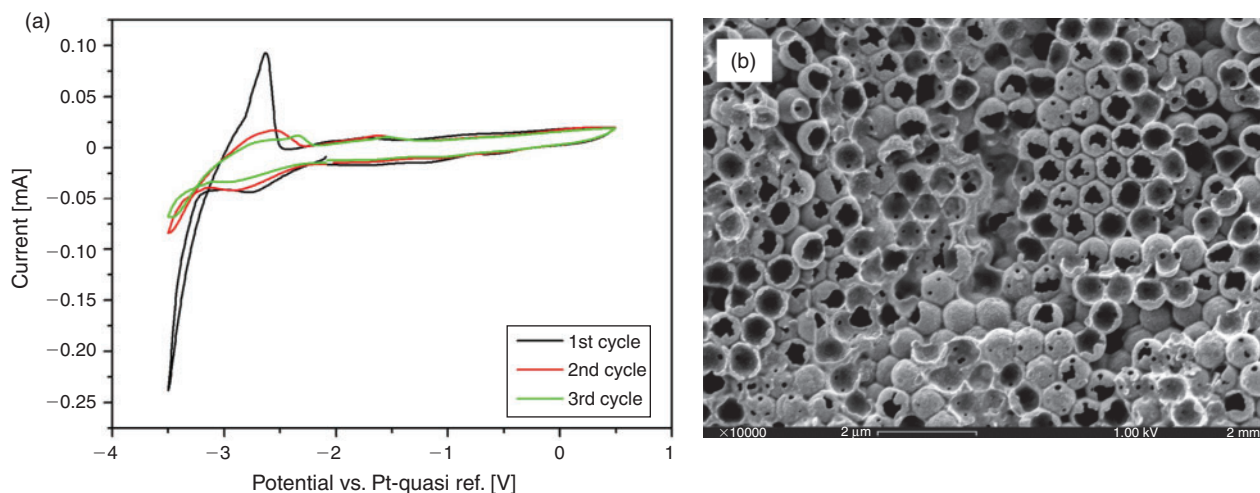 (a)
0.10
0.05
0
−0.05
−0.10
−0.15
−0.20
−0.25
Current [mA]
1st cycle
2nd cycle
3rd cycle
−4
−3
−2
−1
0
1
Potential vs. Pt-quasi ref. [V]
(b)
×10000 2 μm 1.00 kV 2 mm